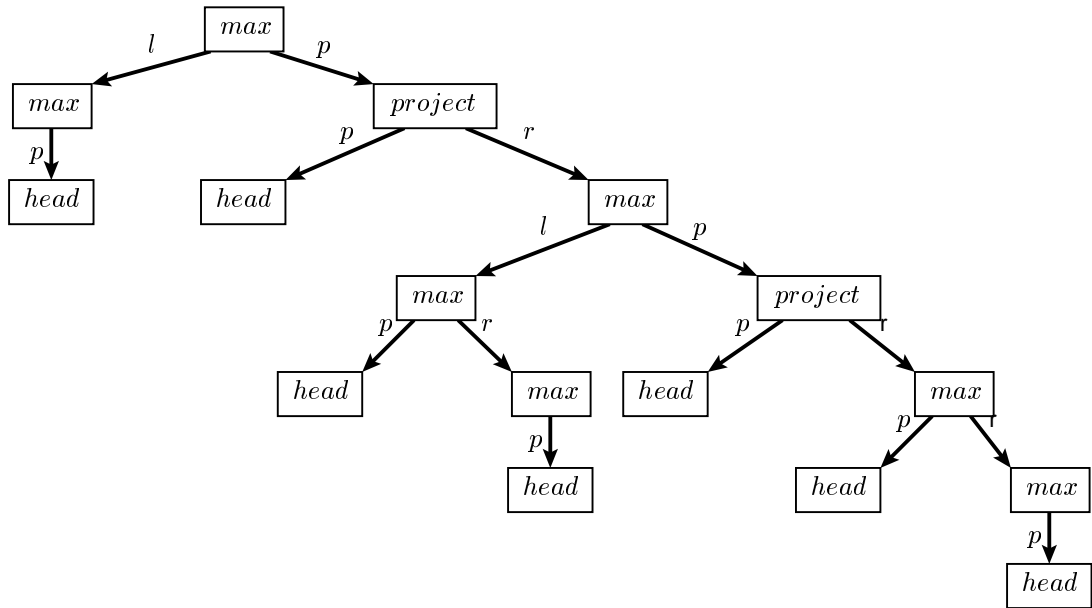 max
l p
max project
p p r
head head max
l p
max project
p r p r
head max head max
p p r
head head max
p
head